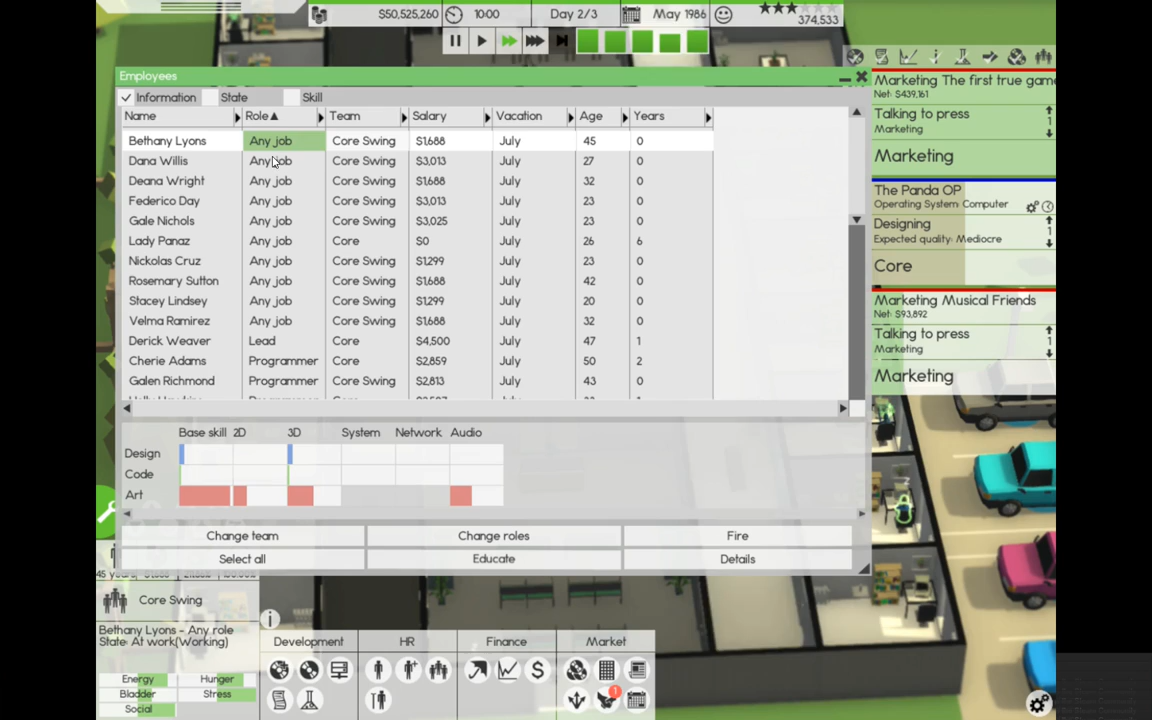 $50,525,260 10:00 Day 2/3 May 1986 374,533
Employees
Information State Skill
Name Role▲ Team Salary Vacation Age Years
Bethany Lyons Any job Core Swing $1,688 July 45 0
Dana Willis Any job Core Swing $3,013 July 27 0
Deana Wright Any job Core Swing $1,688 July 32 0
Federico Day Any job Core Swing $3,013 July 23 0
Gale Nichols Any job Core Swing $3,025 July 23 0
Lady Panaz Any job Core $0 July 26 6
Nickolas Cruz Any job Core Swing $1,299 July 23 0
Rosemary Sutton Any job Core Swing $1,688 July 42 0
Stacey Lindsey Any job Core Swing $1,299 July 20 0
Velma Ramirez Any job Core Swing $1,688 July 32 0
Derick Weaver Lead Core $4,500 July 47 1
Cherie Adams Programmer Core $2,859 July 50 2
Galen Richmond Programmer Core Swing $2,813 July 43 0
Base skill 2D 3D System Network Audio
Design
Code
Art
Change team Change roles Fire
Select all Educate Details
Marketing The first true game
Net: $439,161
Talking to press
Marketing
1
Marketing
The Panda OP
Operating System Computer
Designing
Expected quality: Mediocre
1
Core
Marketing Musical Friends
Net: $93,892
Talking to press
Marketing
1
Marketing
Core Swing
Bethany Lyons - Any role
State: At work(Working)
Energy Hunger
Bladder Stress
Social
Development HR Finance Market
1